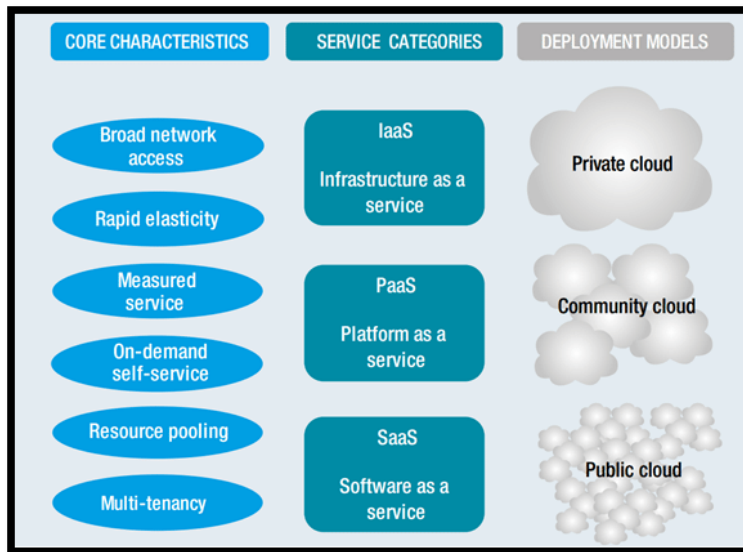 CORE CHARACTERISTICS
Broad network
access
Rapid elasticity
Measured
service
On-demand
self-service
Resource pooling
Multi-tenancy
SERVICE CATEGORIES
IaaS
Infrastructure as a
service
PaaS
Platform as a
service
SaaS
Software as a
service
DEPLOYMENT MODELS
Private cloud
Community cloud
Public cloud